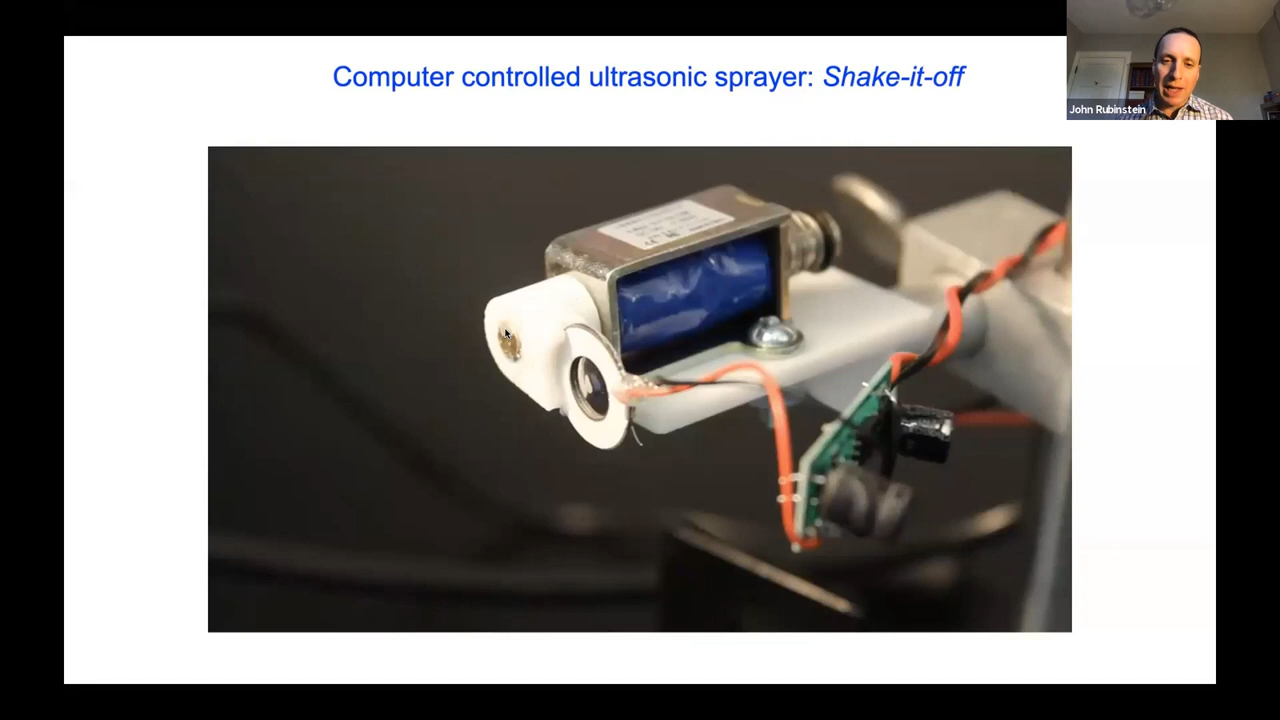 Computer controlled ultrasonic sprayer: Shake-it-off
John Rubinstein